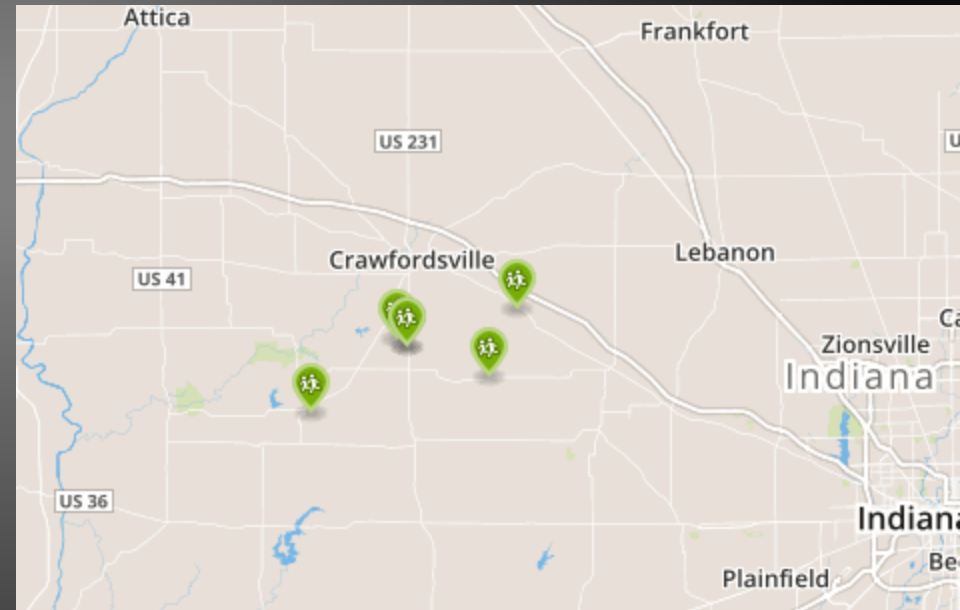 Attica
Frankfort
US 231
Crawfordsville
Lebanon
US 41
Zionsville
Indiana
US 36
Plainfield